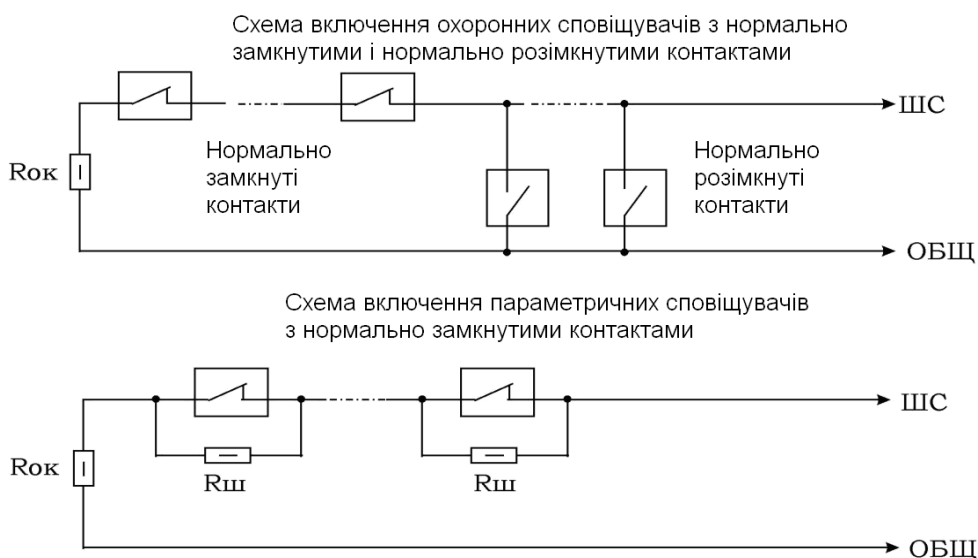 Схема включення охоронних сповіщувачів з нормально
замкнутими і нормально розімкнутими контактами
ШС
Rок
Нормально
замкнуті
контакти
Нормально
розімкнуті
контакти
ОБЩ
Схема включення параметричних сповіщувачів
з нормально замкнутими контактами
ШС
Rок
Rш
Rш
ОБЩ